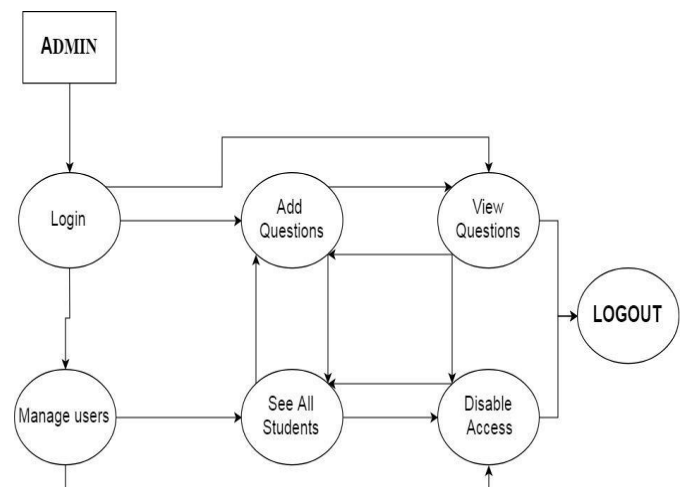 ADMIN
Login
Add
Questions
View
Questions
LOGOUT
Manage users
See All
Students
Disable
Access